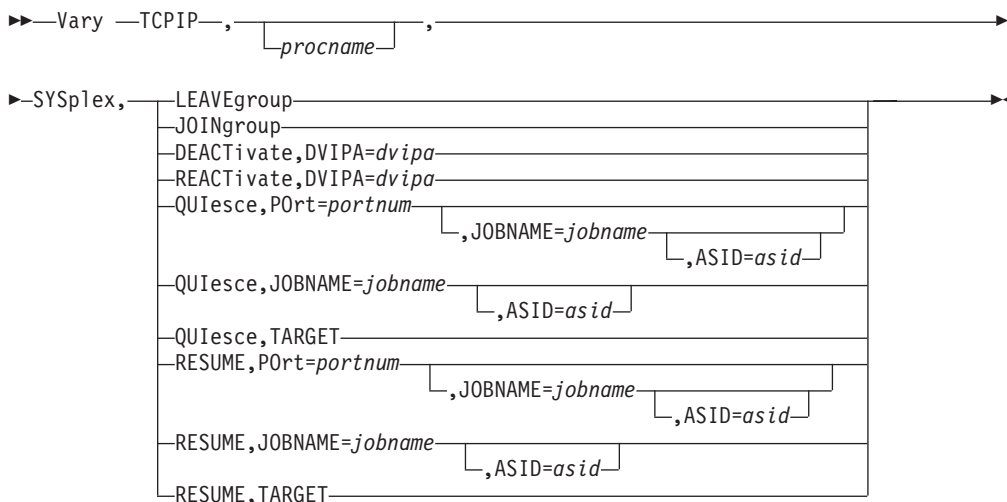 Vary TCPIP , procname ,
SYSplex, LEAVEgroup
JOINgroup
DEACTivate,DVIPA=dvipa
REACTivate,DVIPA=dvipa
QUIesce,POrt=portnum
,JOBNAME=jobname
,ASID=asid
QUIesce,JOBNAME=jobname
,ASID=asid
QUIesce,TARGET
RESUME,POrt=portnum
,JOBNAME=jobname
,ASID=asid
RESUME,JOBNAME=jobname
,ASID=asid
RESUME,TARGET